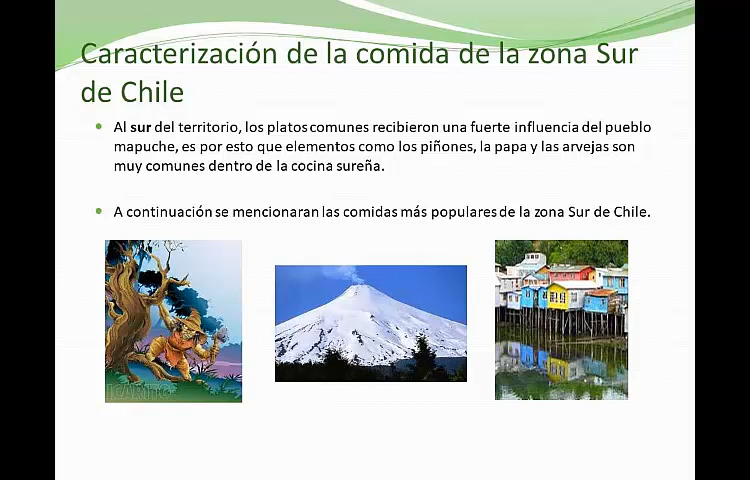 Caracterización de la comida de la zona Sur
de Chile
Al sur del territorio, los platos comunes recibieron una fuerte influencia del pueblo
mapuche, es por esto que elementos como los piñones, la papa y las arvejas son
muy comunes dentro de la cocina sureña.
A continuación se mencionaran las comidas más populares de la zona Sur de Chile.